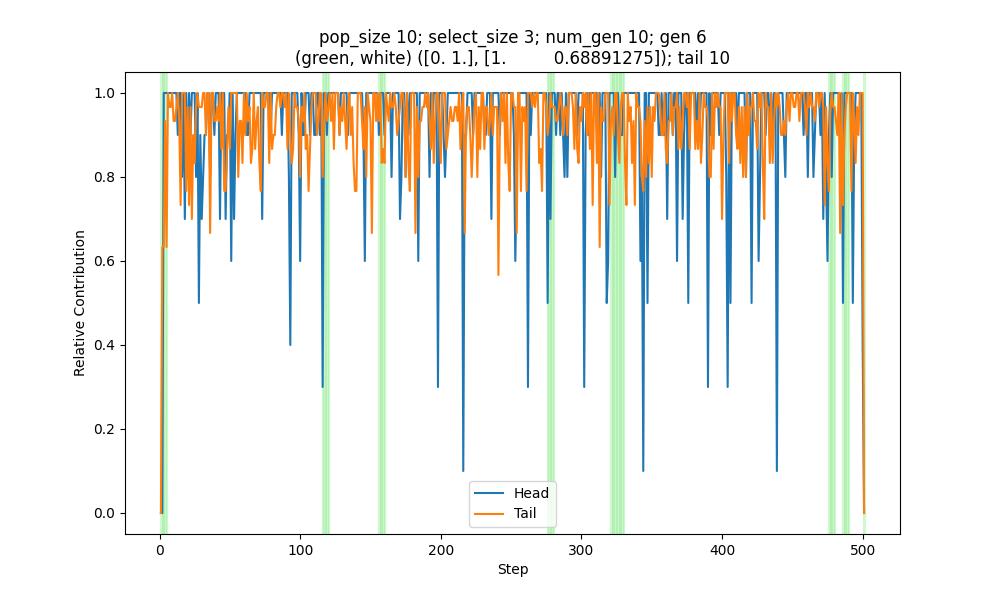 pop_size 10; select_size 3; num_gen 10; gen 6
(green, white) ([0. 1.], [1.         0.68891275]); tail 10
1.0
0.8
0.6
0.4
0.2
0.0
Relative Contribution
Head
Tail
0 100 200 300 400 500
Step